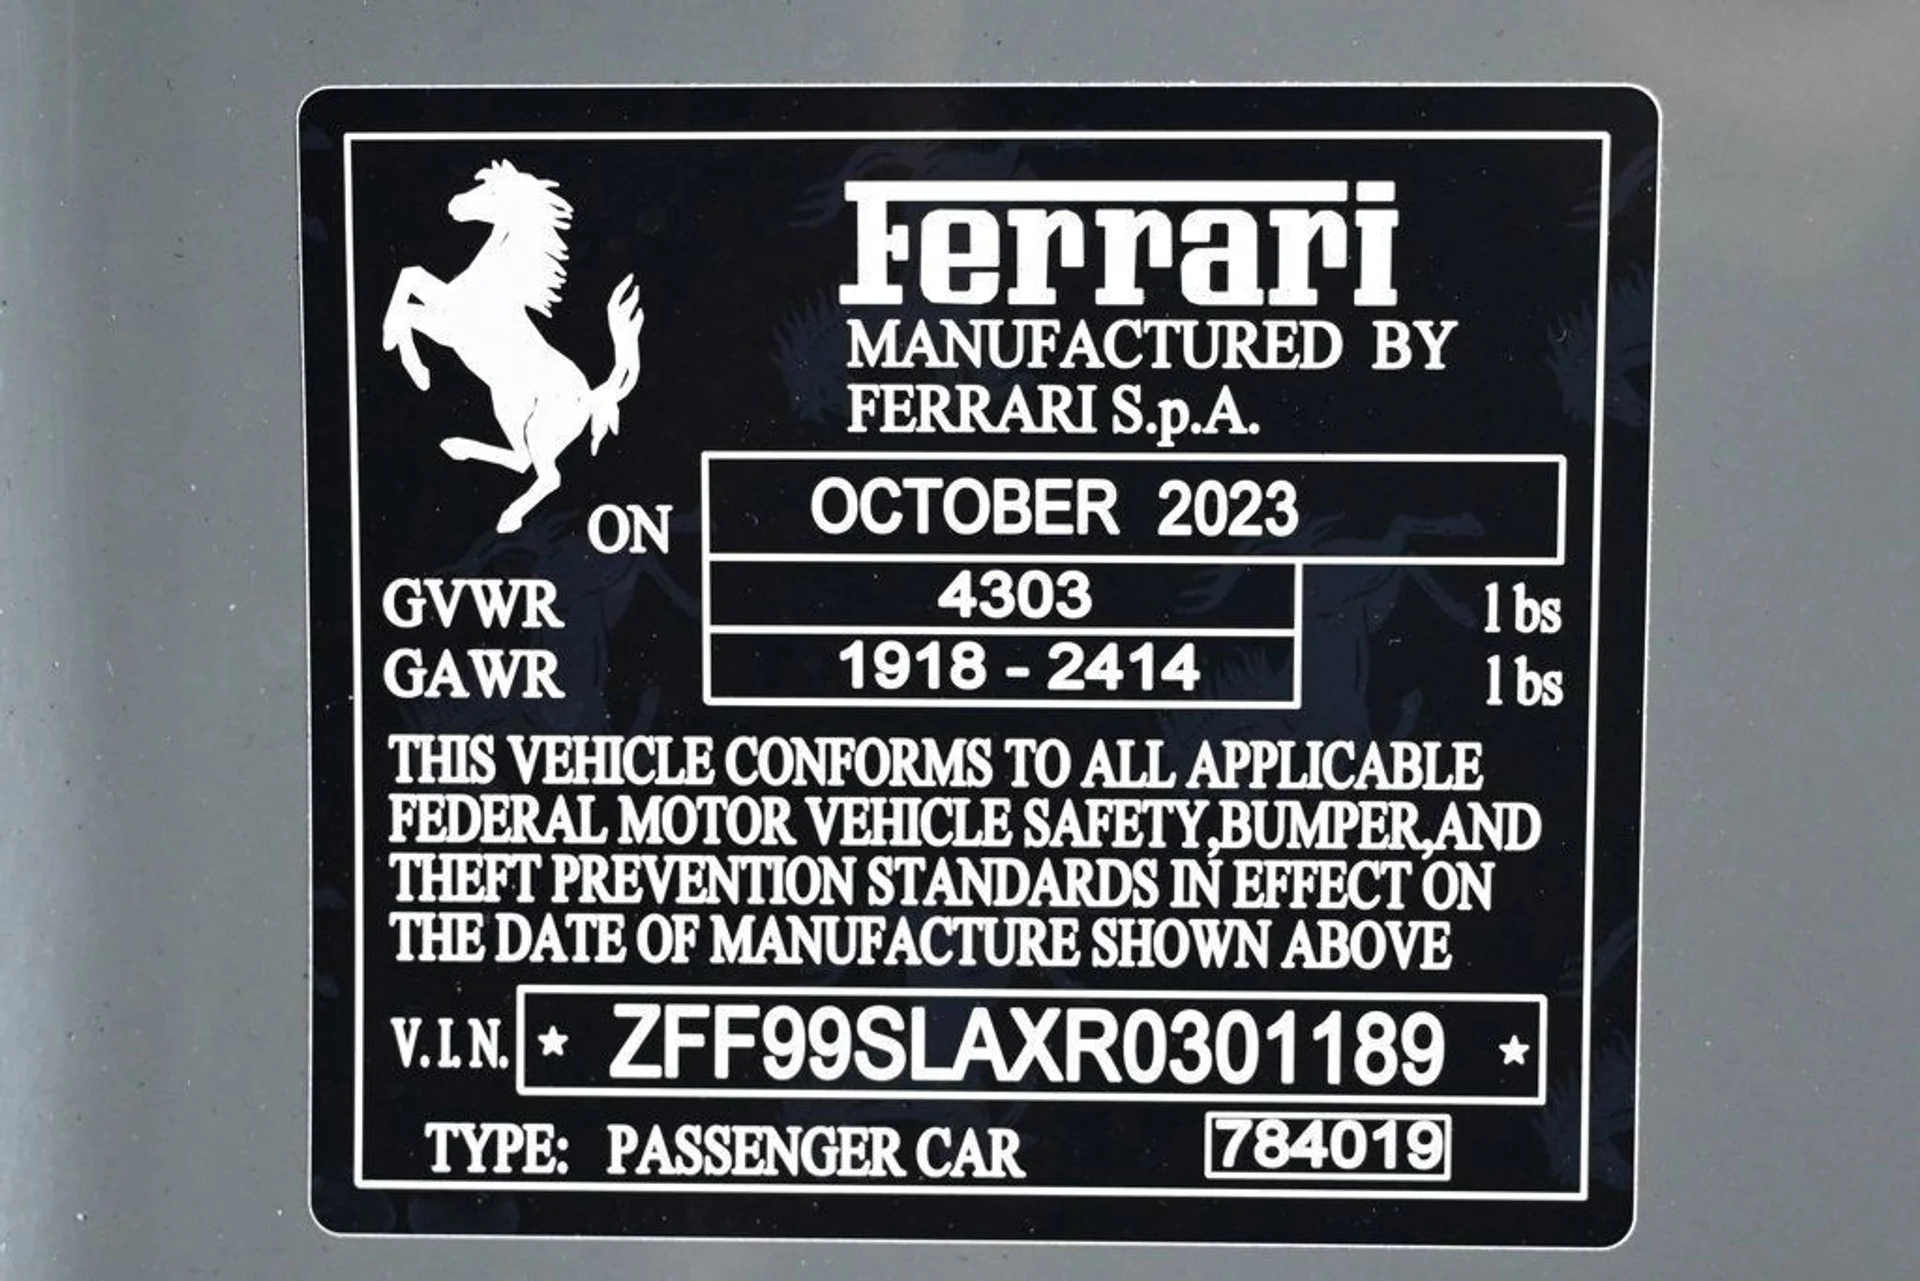 Ferrari
MANUFACTURED BY
FERRARI S.p.A.
ON OCTOBER 2023
GVWR 4303 lbs
GAWR 1918 - 2414 lbs
THIS VEHICLE CONFORMS TO ALL APPLICABLE
FEDERAL MOTOR VEHICLE SAFETY,BUMPER,AND
THEFT PREVENTION STANDARDS IN EFFECT ON
THE DATE OF MANUFACTURE SHOWN ABOVE
V.I.N. ★ ZFF99SLAXR0301189 ★
TYPE: PASSENGER CAR 784019